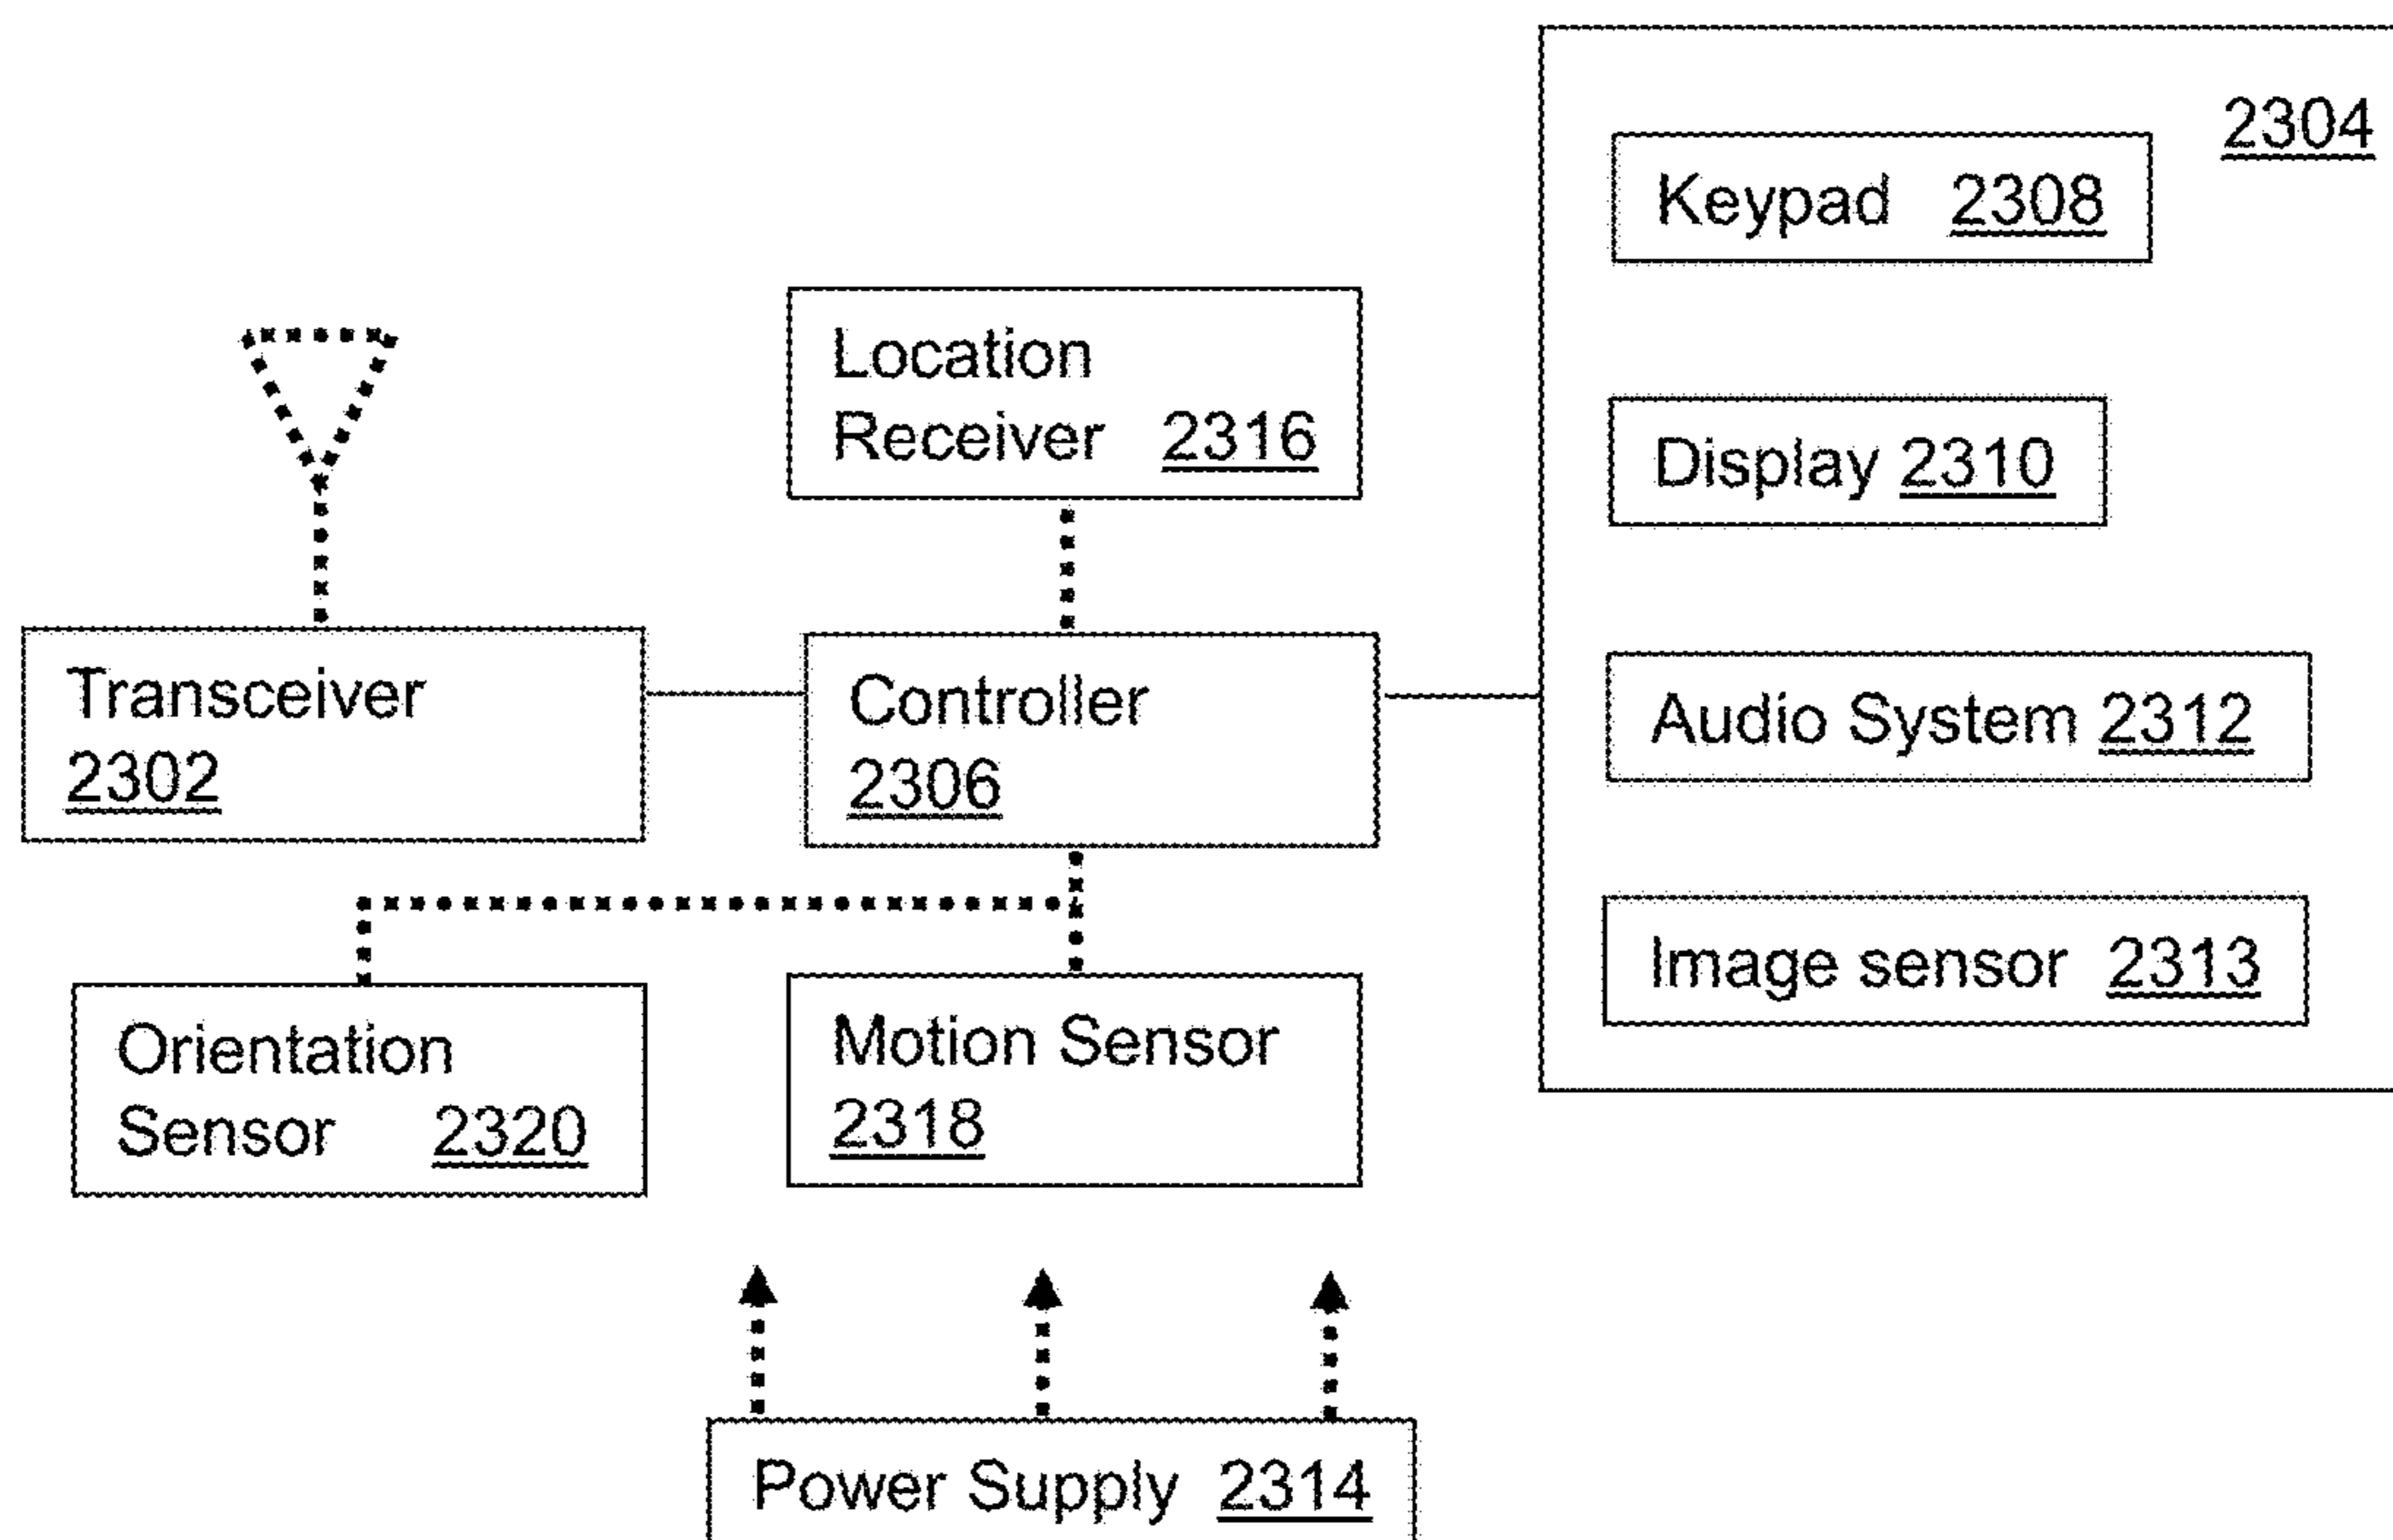 2304
Keypad 2308
Location
Receiver 2316
Display 2310
Transceiver
2302
Controller
2306
Audio System 2312
Image sensor 2313
Orientation
Sensor 2320
Motion Sensor
2318
Power Supply 2314